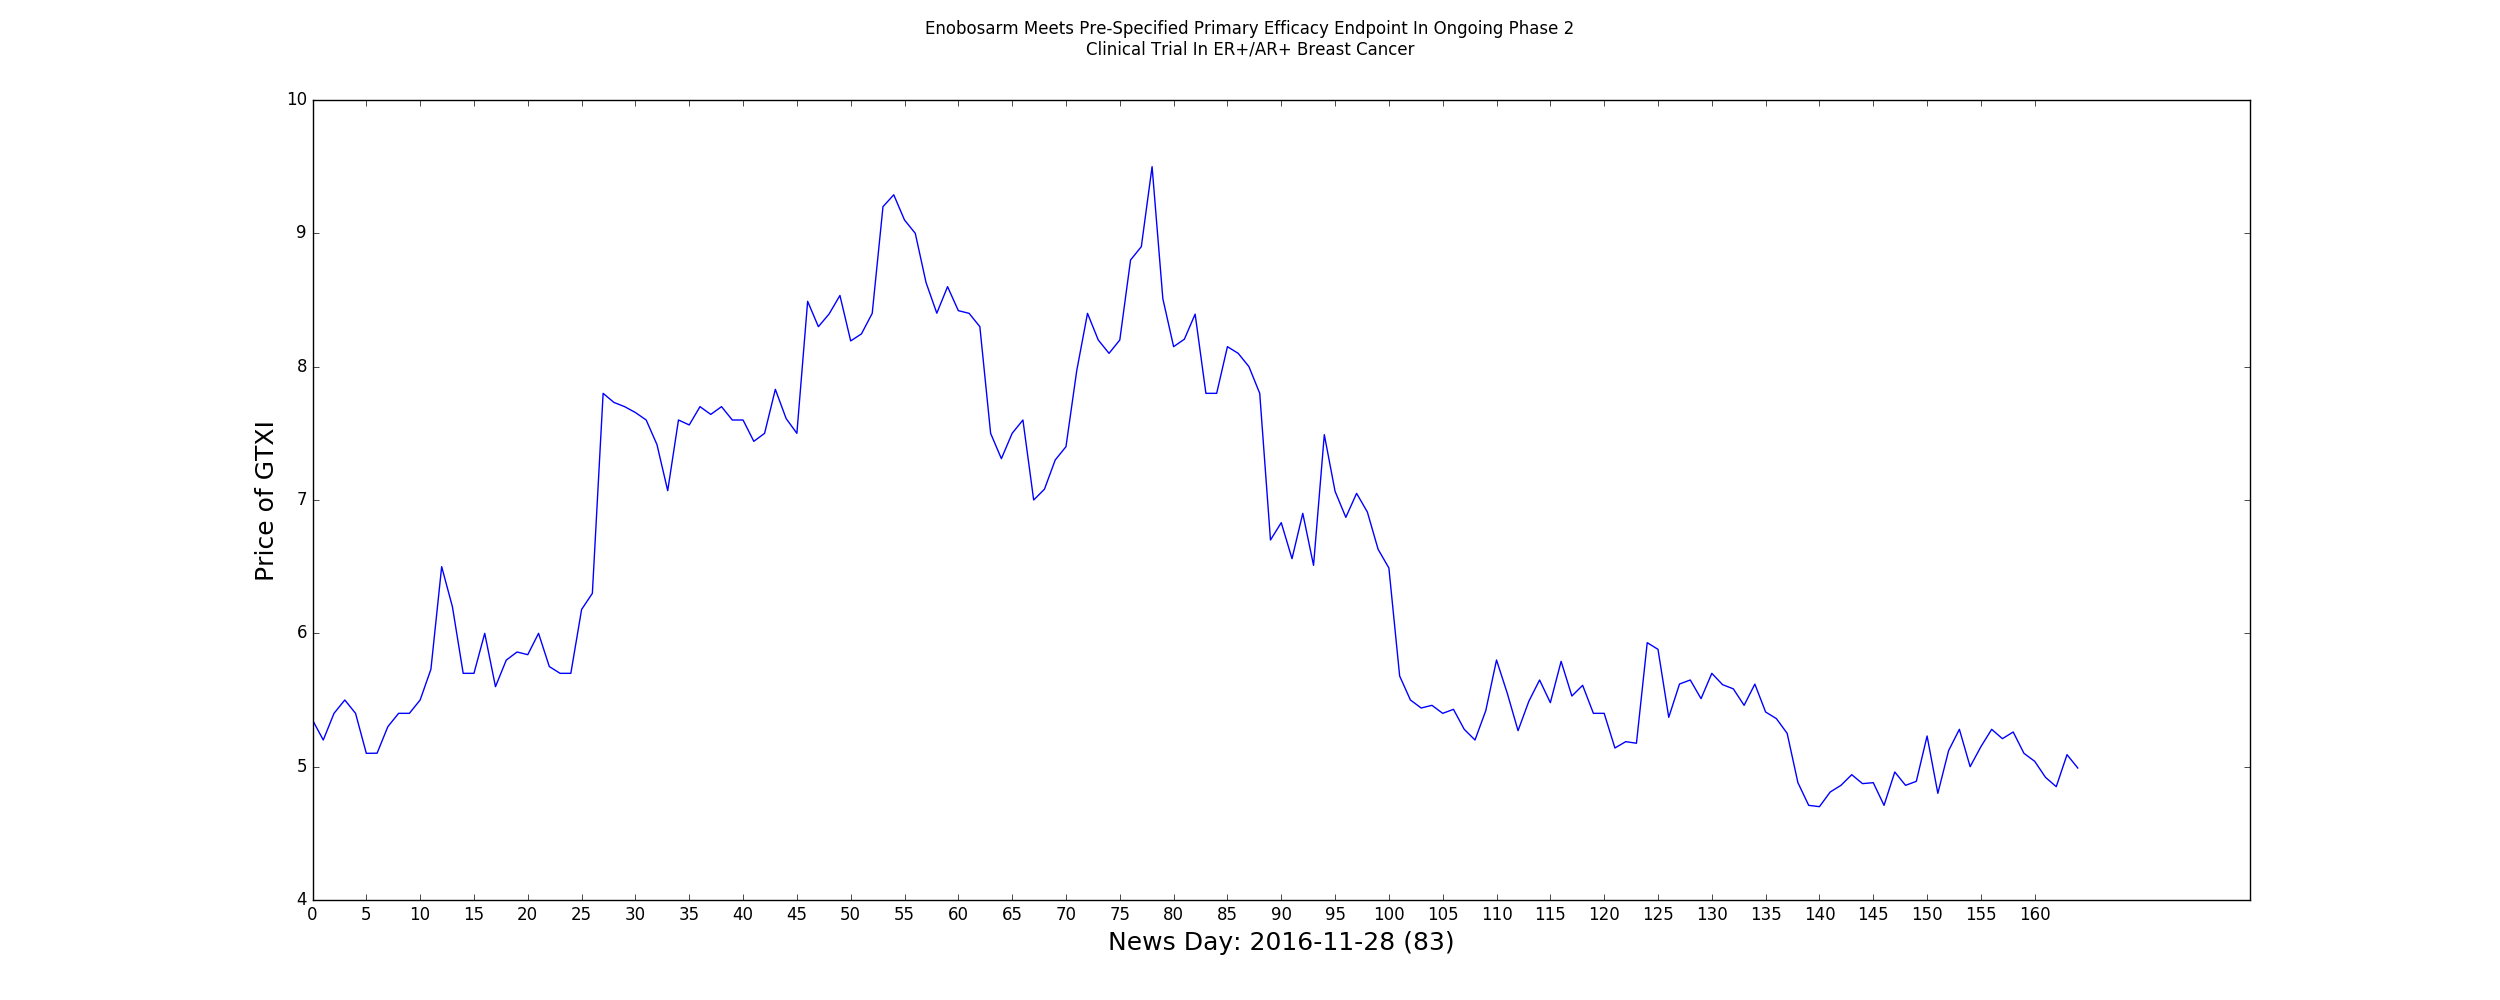 Enobosarm Meets Pre-Specified Primary Efficacy Endpoint In Ongoing Phase 2
Clinical Trial In ER+/AR+ Breast Cancer
10
9
8
7
6
5
4
Price of GTXI
0 5 10 15 20 25 30 35 40 45 50 55 60 65 70 75 80 85 90 95 100 105 110 115 120 125 130 135 140 145 150 155 160
News Day: 2016-11-28 (83)